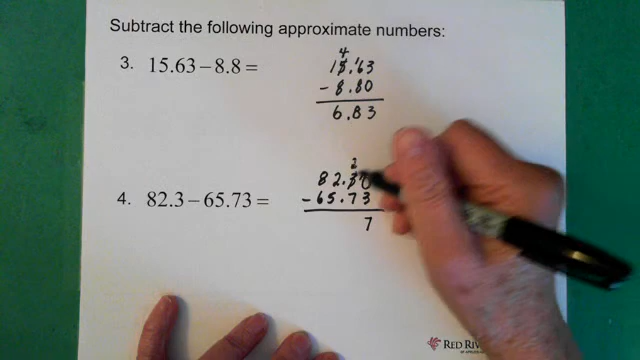 Subtract the following approximate numbers:
4
3. 15.63 – 8.8 = 15.63
- 8.80
6.83
2
4. 82.3 – 65.73 = 82.30
- 65.73
7
RED